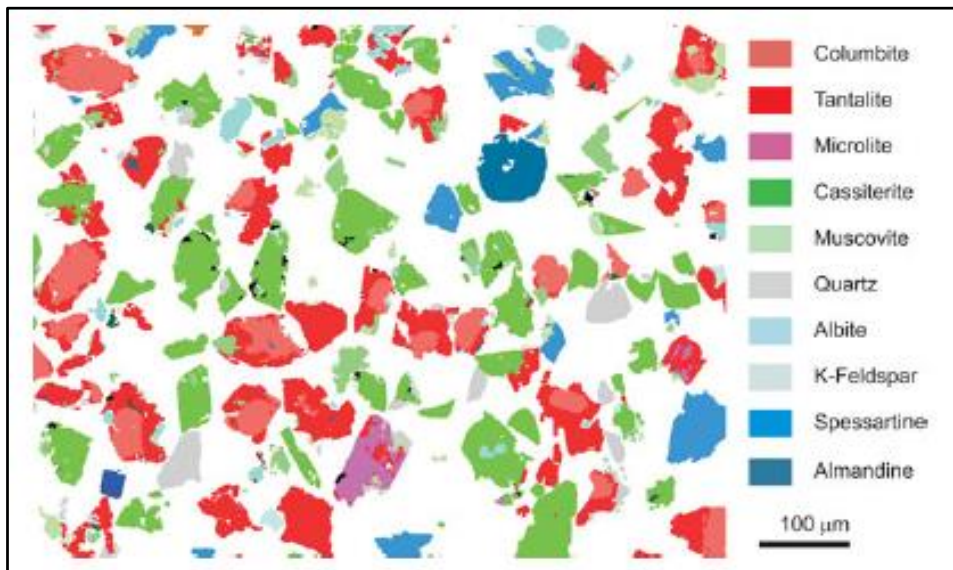 Columbite
Tantalite
Microlite
Cassiterite
Muscovite
Quartz
Albite
K-Feldspar
Spessartine
Almandine
100 μm